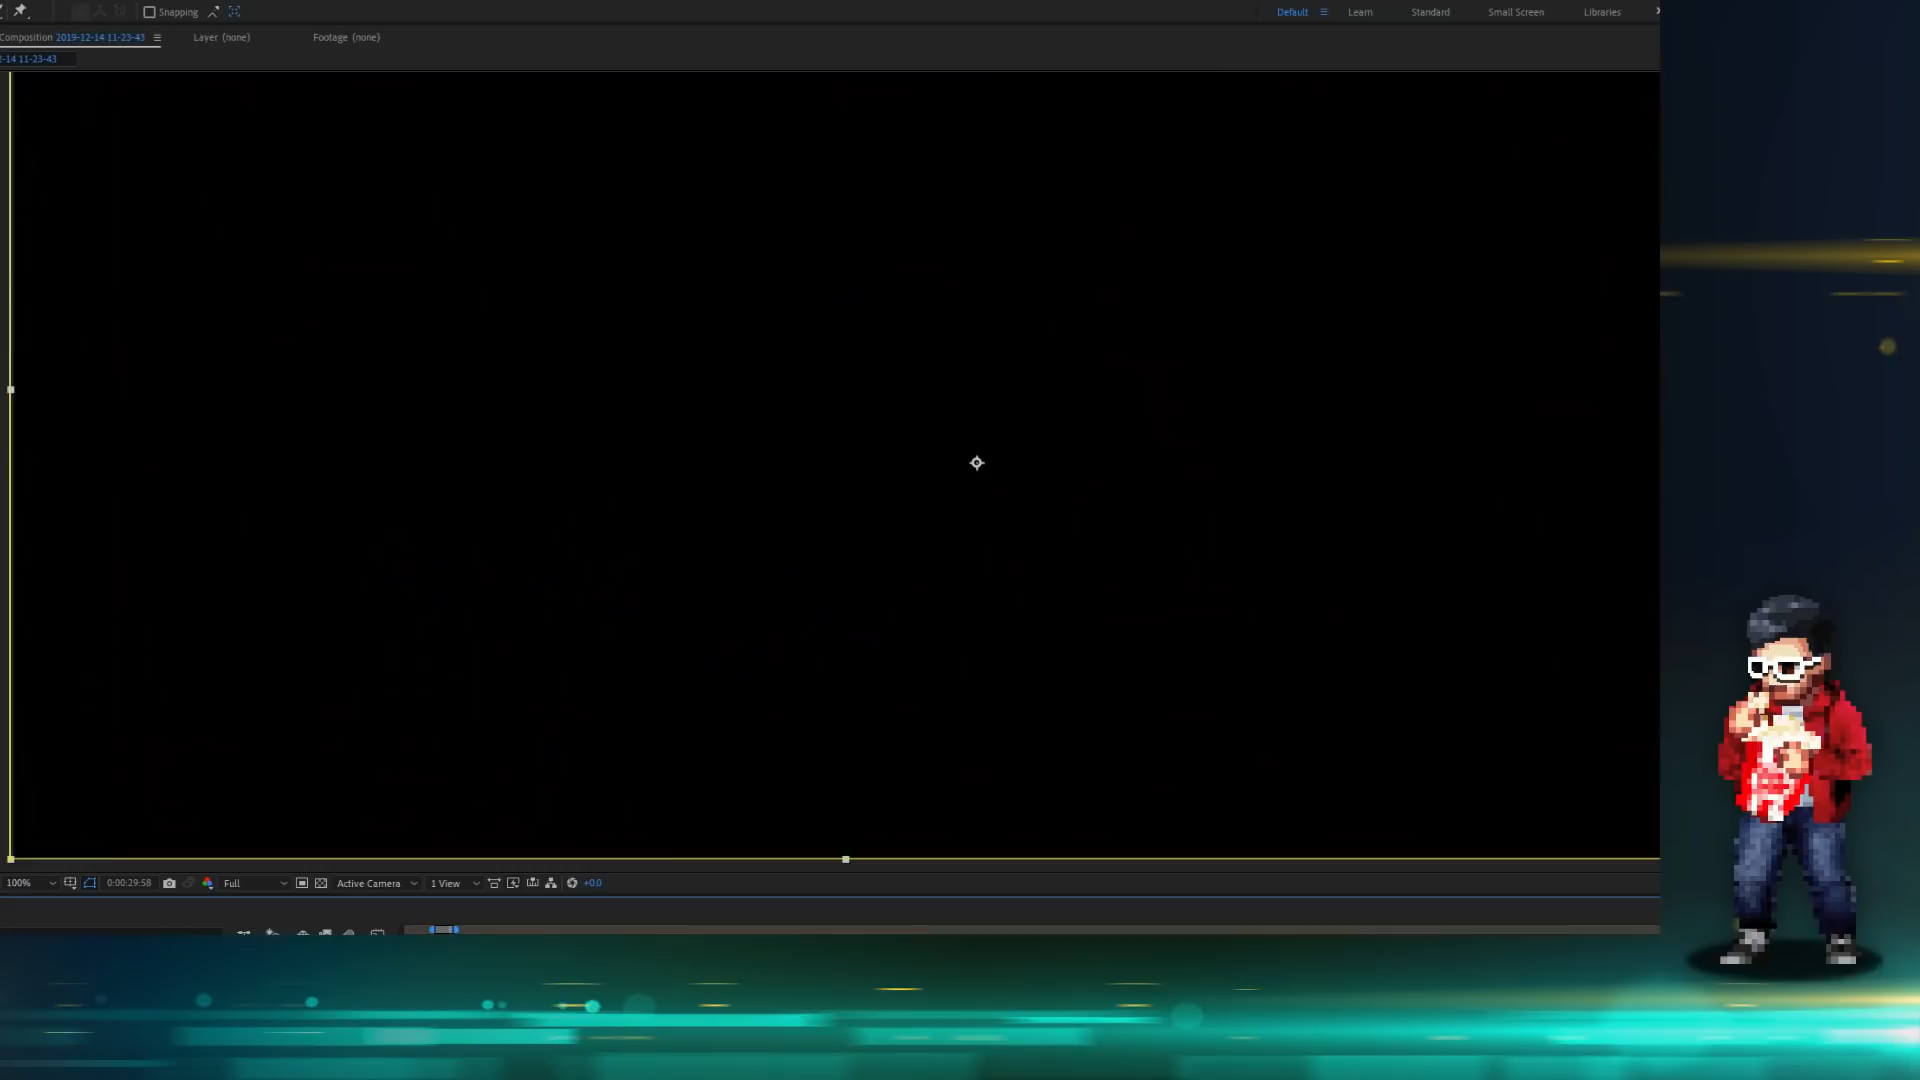 Snapping Default Learn Standard Small Screen Libraries
Composition 2019-12-14 11-23-43 Layer (none) Footage (none)
-14 11-23-43
100% 0:00:29:58 Full Active Camera 1 View +0.0